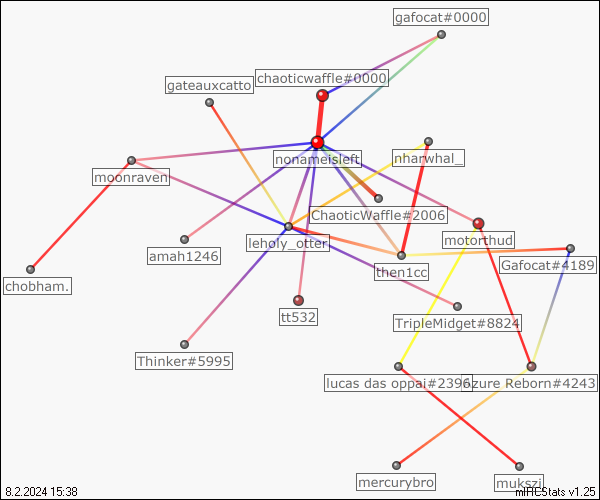 gafocat#0000
chaoticwaffle#0000
gateauxcatto
nonameisleft
nharwhal_
moonraven
ChaoticWaffle#2006
leholy_otter
motorthud
amah1246
then1cc
Gafocat#4189
chobham.
tt532
TripleMidget#8824
Thinker#5995
lucas das oppai#2396
zure Reborn#4243
mercurybro
mukszi
8.2.2024 15:38
mIRCStats v1.25